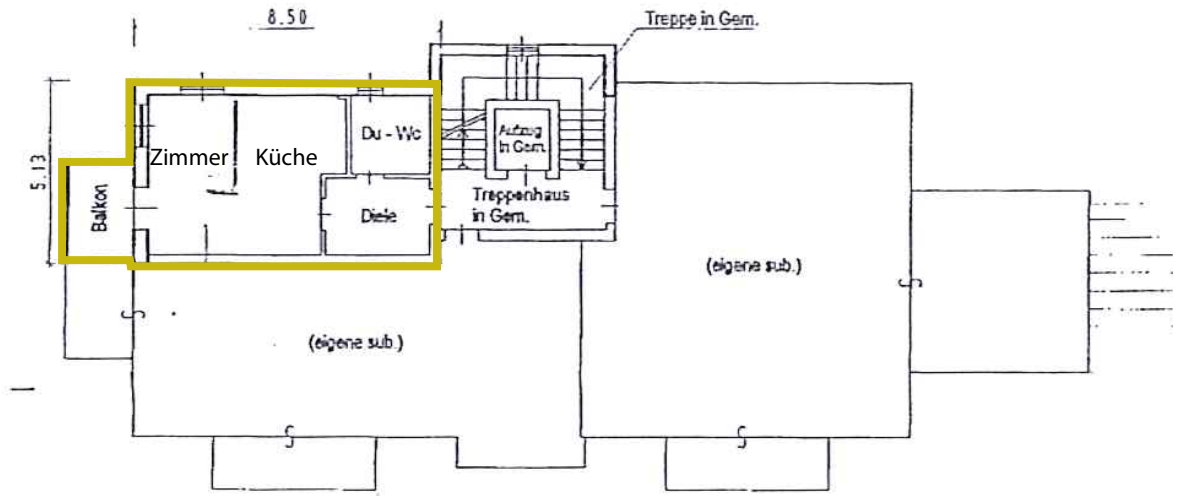 8.50
Treppe in Gem.
5.13
Zimmer
Küche
Du - Wc
Aufzug
in Gem.
Balkon
Diele
Treppenhaus
in Gem.
(eigene sub.)
(eigene sub.)